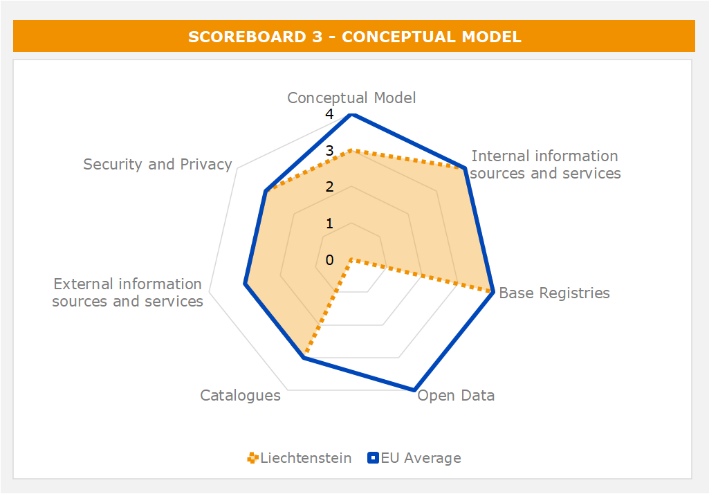 SCOREBOARD 3 - CONCEPTUAL MODEL
Conceptual Model
4
3
2
1
0
Security and Privacy
Internal information
sources and services
External information
sources and services
Base Registries
Catalogues
Open Data
Liechtenstein
EU Average